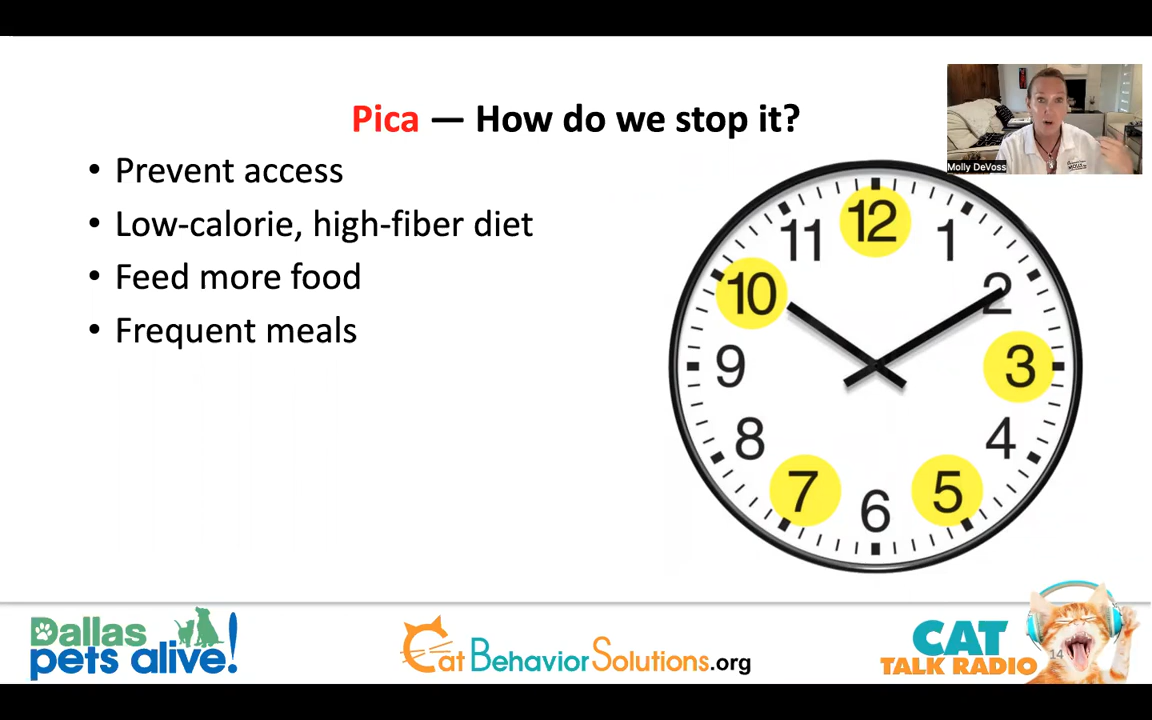 Pica — How do we stop it?
• Prevent access
• Low-calorie, high-fiber diet
• Feed more food
• Frequent meals
Molly DeVoss
12
11
1
10
2
9
3
8
4
7
5
6
Dallas
pets alive!
CatBehaviorSolutions.org
CAT
TALK RADIO
14